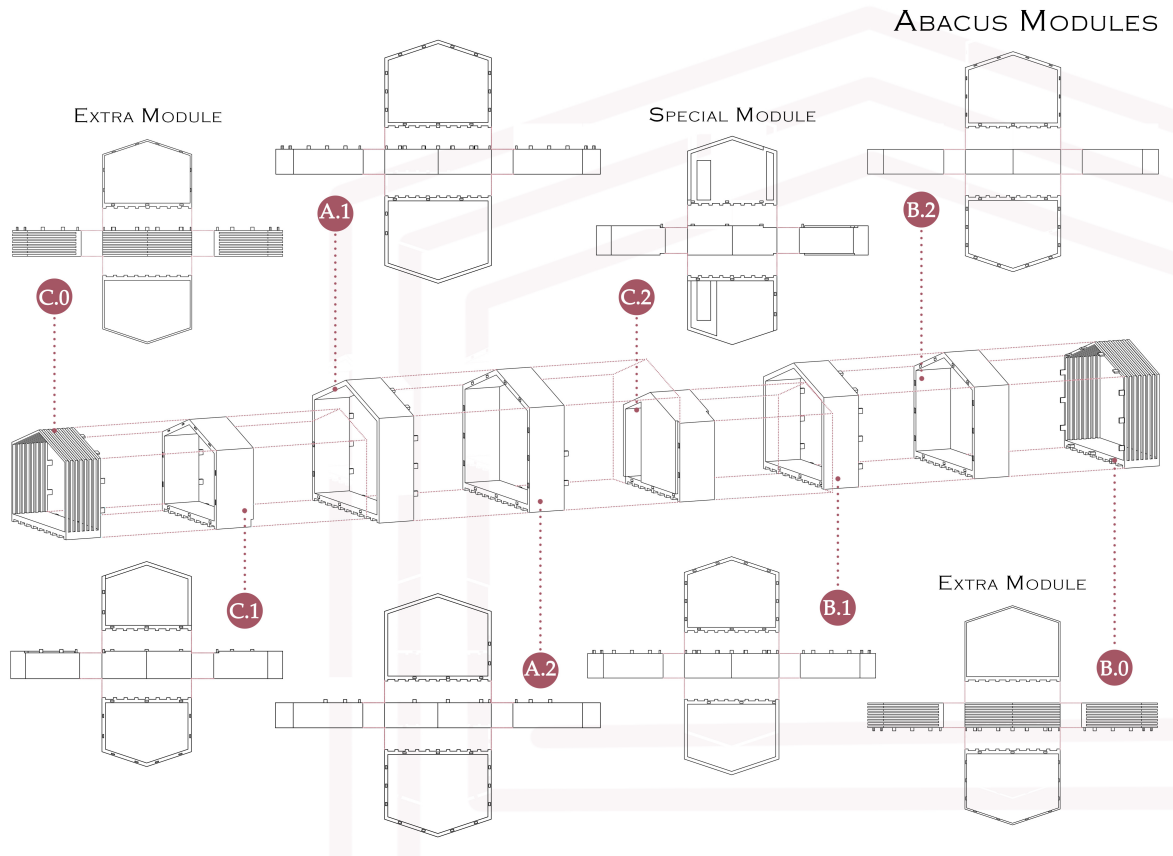 ABACUS MODULES
EXTRA MODULE
SPECIAL MODULE
A.1
B.2
C.0
C.2
C.1
B.1
EXTRA MODULE
A.2
B.0